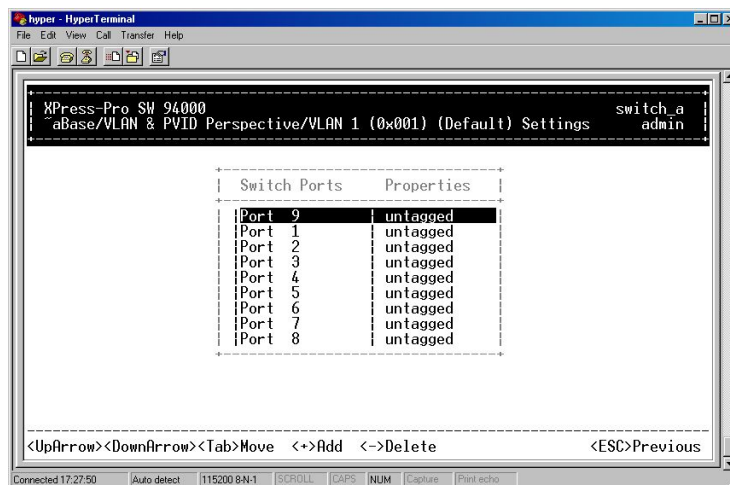 hyper - HyperTerminal
File Edit View Call Transfer Help
XPress-Pro SW 94000 switch_a
~aBase/VLAN & PVID Perspective/VLAN 1 (0x001) (Default) Settings admin
Switch Ports Properties
Port 9 untagged
Port 1 untagged
Port 2 untagged
Port 3 untagged
Port 4 untagged
Port 5 untagged
Port 6 untagged
Port 7 untagged
Port 8 untagged
<UpArrow><DownArrow><Tab>Move <+>Add <->Delete <ESC>Previous
Connected 17:27:50 Auto detect 115200 8-N-1 SCROLL CAPS NUM Capture Print echo